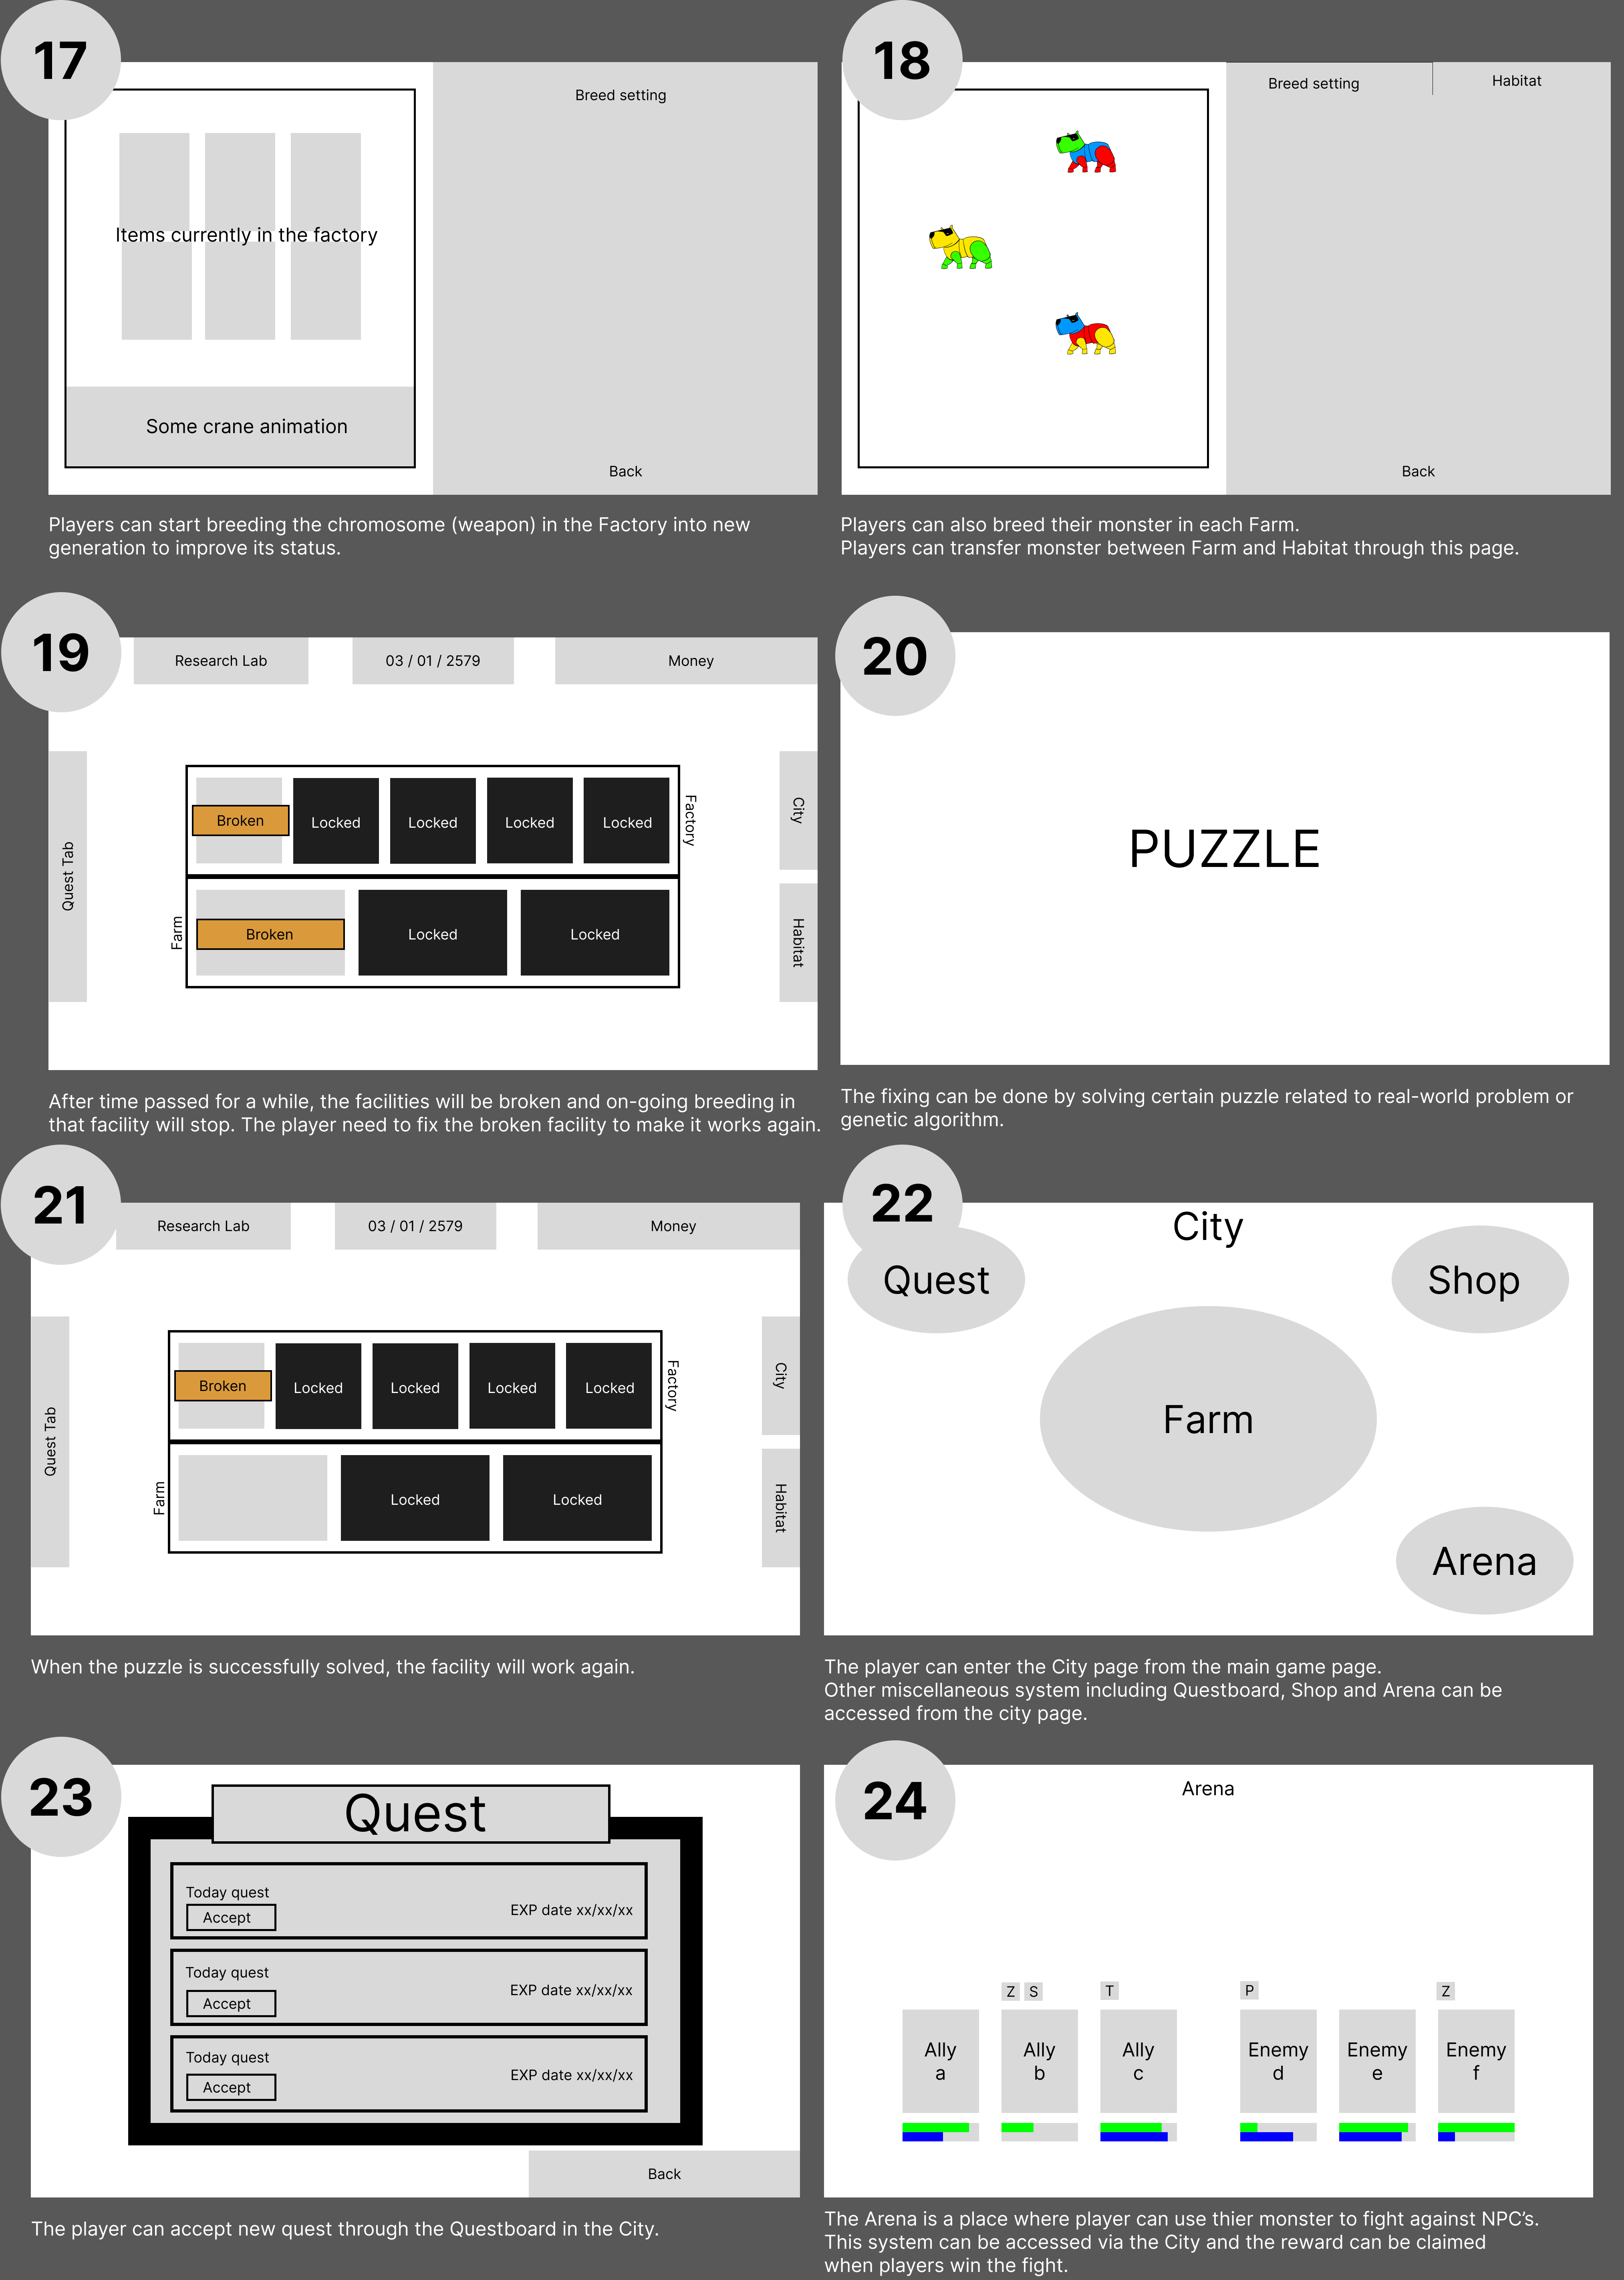 17
Breed setting
Items currently in the factory
Some crane animation
Back
Players can start breeding the chromosome (weapon) in the Factory into new
generation to improve its status.
18
Breed setting
Habitat
Back
Players can also breed their monster in each Farm.
Players can transfer monster between Farm and Habitat through this page.
19
Research Lab
03 / 01 / 2579
Money
Quest Tab
Broken
Locked
Locked
Locked
Locked
Factory
Farm
Broken
Locked
Locked
City
Habitat
After time passed for a while, the facilities will be broken and on-going breeding in
that facility will stop. The player need to fix the broken facility to make it works again.
20
PUZZLE
The fixing can be done by solving certain puzzle related to real-world problem or
genetic algorithm.
21
Research Lab
03 / 01 / 2579
Money
Quest Tab
Broken
Locked
Locked
Locked
Locked
Factory
Farm
Locked
Locked
City
Habitat
When the puzzle is successfully solved, the facility will work again.
22
City
Quest
Shop
Farm
Arena
The player can enter the City page from the main game page.
Other miscellaneous system including Questboard, Shop and Arena can be
accessed from the city page.
23
Quest
Today quest
Accept
EXP date xx/xx/xx
Today quest
Accept
EXP date xx/xx/xx
Today quest
Accept
EXP date xx/xx/xx
Back
The player can accept new quest through the Questboard in the City.
24
Arena
Z S
T
P
Z
Ally
a
Ally
b
Ally
c
Enemy
d
Enemy
e
Enemy
f
The Arena is a place where player can use thier monster to fight against NPC’s.
This system can be accessed via the City and the reward can be claimed
when players win the fight.